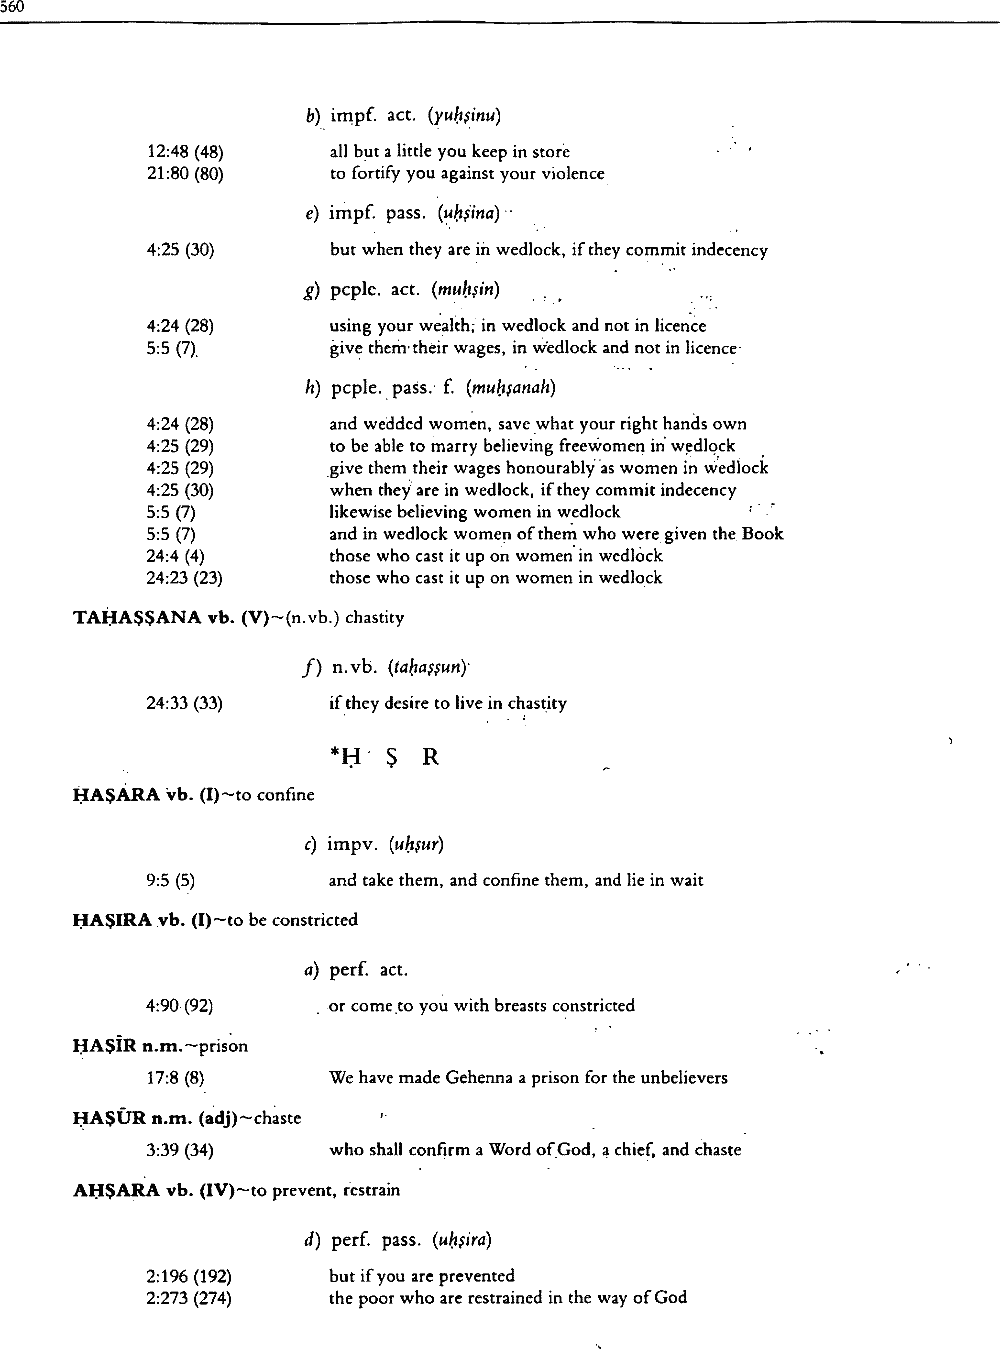 560
b) impf. act. (yuḥṣinu)
12:48 (48) all but a little you keep in store
21:80 (80) to fortify you against your violence
e) impf. pass. (uḥṣina)
4:25 (30) but when they are in wedlock, if they commit indecency
g) pcple. act. (muḥṣin)
4:24 (28) using your wealth, in wedlock and not in licence
5:5 (7) give them their wages, in wedlock and not in licence
h) pcple. pass. f. (muḥṣanah)
4:24 (28) and wedded women, save what your right hands own
4:25 (29) to be able to marry believing freewomen in wedlock
4:25 (29) give them their wages honourably as women in wedlock
4:25 (30) when they are in wedlock, if they commit indecency
5:5 (7) likewise believing women in wedlock
5:5 (7) and in wedlock women of them who were given the Book
24:4 (4) those who cast it up on women in wedlock
24:23 (23) those who cast it up on women in wedlock
TAḤAṢṢANA vb. (V)~(n.vb.) chastity
f) n.vb. (taḥaṣṣun)
24:33 (33) if they desire to live in chastity
*Ḥ Ṣ R
ḤAṢARA vb. (I)~to confine
c) impv. (uḥṣur)
9:5 (5) and take them, and confine them, and lie in wait
ḤAṢIRA vb. (I)~to be constricted
a) perf. act.
4:90 (92) or come to you with breasts constricted
ḤAṢĪR n.m.~prison
17:8 (8) We have made Gehenna a prison for the unbelievers
ḤAṢŪR n.m. (adj)~chaste
3:39 (34) who shall confirm a Word of God, a chief, and chaste
AḤṢARA vb. (IV)~to prevent, restrain
d) perf. pass. (uḥṣira)
2:196 (192) but if you are prevented
2:273 (274) the poor who are restrained in the way of God